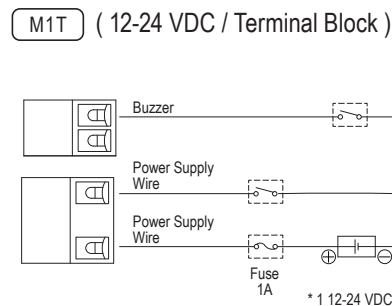 M1T ( 12-24 VDC / Terminal Block )
Buzzer
Power Supply
Wire
Power Supply
Wire
Fuse
1A
* 1 12-24 VDC